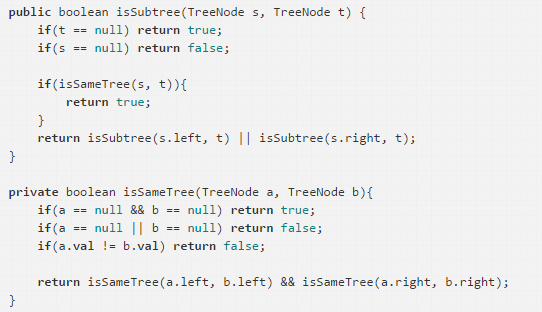 public boolean isSubtree(TreeNode s, TreeNode t) {
    if(t == null) return true;
    if(s == null) return false;

    if(isSameTree(s, t)){
        return true;
    }
    return isSubtree(s.left, t) || isSubtree(s.right, t);
}

private boolean isSameTree(TreeNode a, TreeNode b){
    if(a == null && b == null) return true;
    if(a == null || b == null) return false;
    if(a.val != b.val) return false;

    return isSameTree(a.left, b.left) && isSameTree(a.right, b.right);
}